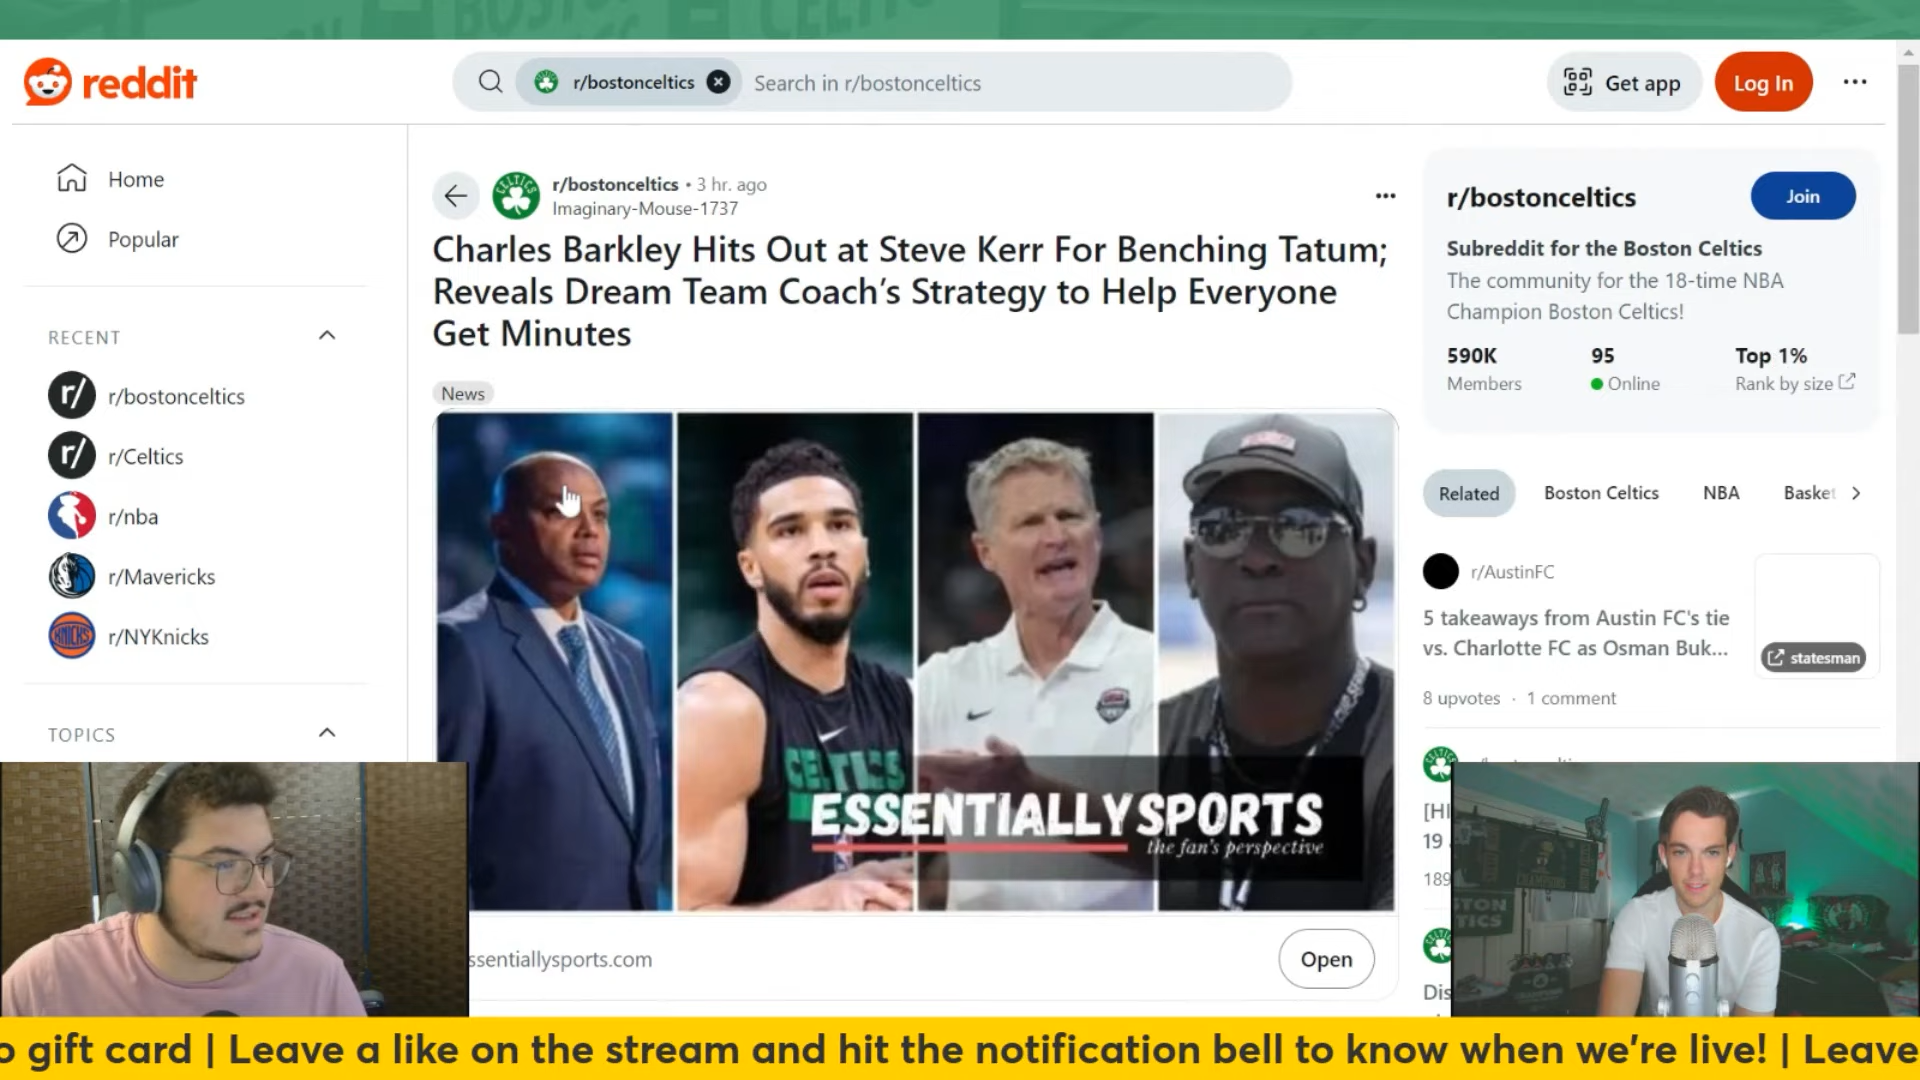 reddit
r/bostonceltics
Search in r/bostonceltics
Get app
Log In
Home
Popular
RECENT
r/bostonceltics
r/Celtics
r/nba
r/Mavericks
r/NYKnicks
TOPICS
r/bostonceltics • 3 hr. ago
Imaginary-Mouse-1737
Charles Barkley Hits Out at Steve Kerr For Benching Tatum;
Reveals Dream Team Coach’s Strategy to Help Everyone
Get Minutes
News
CELTICS
ESSENTIALLYSPORTS
the fan's perspective
ssentiallysports.com
Open
r/bostonceltics
Join
Subreddit for the Boston Celtics
The community for the 18-time NBA
Champion Boston Celtics!
590K
Members
95
Online
Top 1%
Rank by size
Related
Boston Celtics
NBA
Basket
r/AustinFC
5 takeaways from Austin FC's tie
vs. Charlotte FC as Osman Buk...
statesman
8 upvotes · 1 comment
[HI
19
189
Dis
o gift card | Leave a like on the stream and hit the notification bell to know when we’re live! | Leave